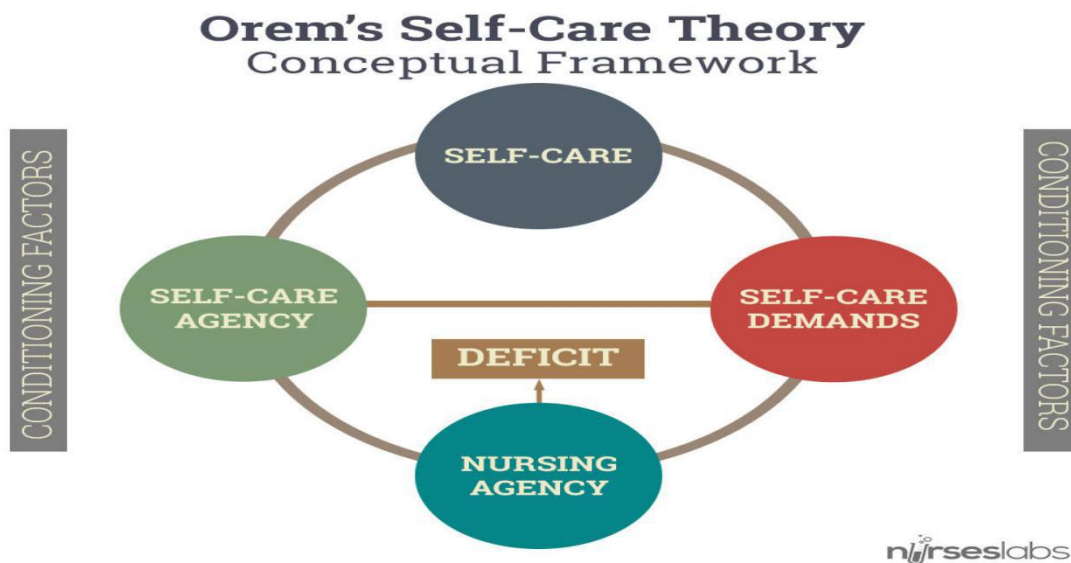 Orem's Self-Care Theory
Conceptual Framework
CONDITIONING FACTORS
SELF-CARE
SELF-CARE
AGENCY
SELF-CARE
DEMANDS
DEFICIT
NURSING
AGENCY
CONDITIONING FACTORS
nurseslabs